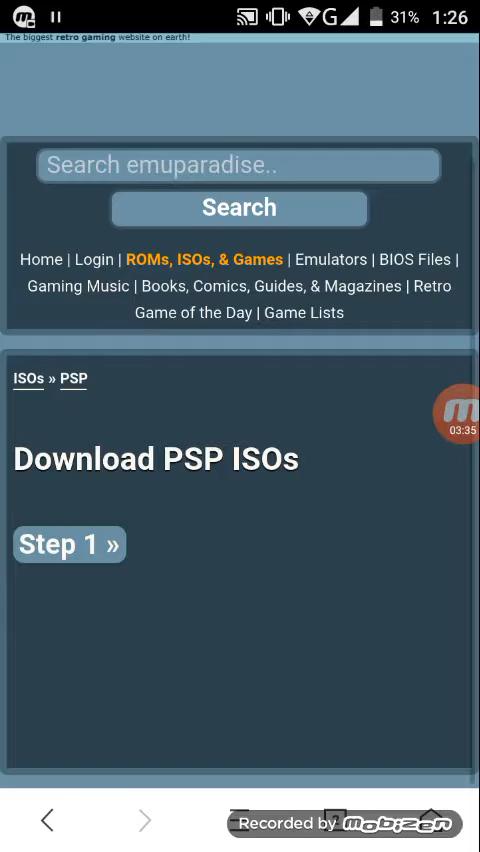 G 31% 1:26
The biggest retro gaming website on earth!
Search emuparadise..
Search
Home | Login | ROMs, ISOs, & Games | Emulators | BIOS Files |
Gaming Music | Books, Comics, Guides, & Magazines | Retro
Game of the Day | Game Lists
ISOs » PSP
03:35
Download PSP ISOs
Step 1 »
Recorded by mobizen